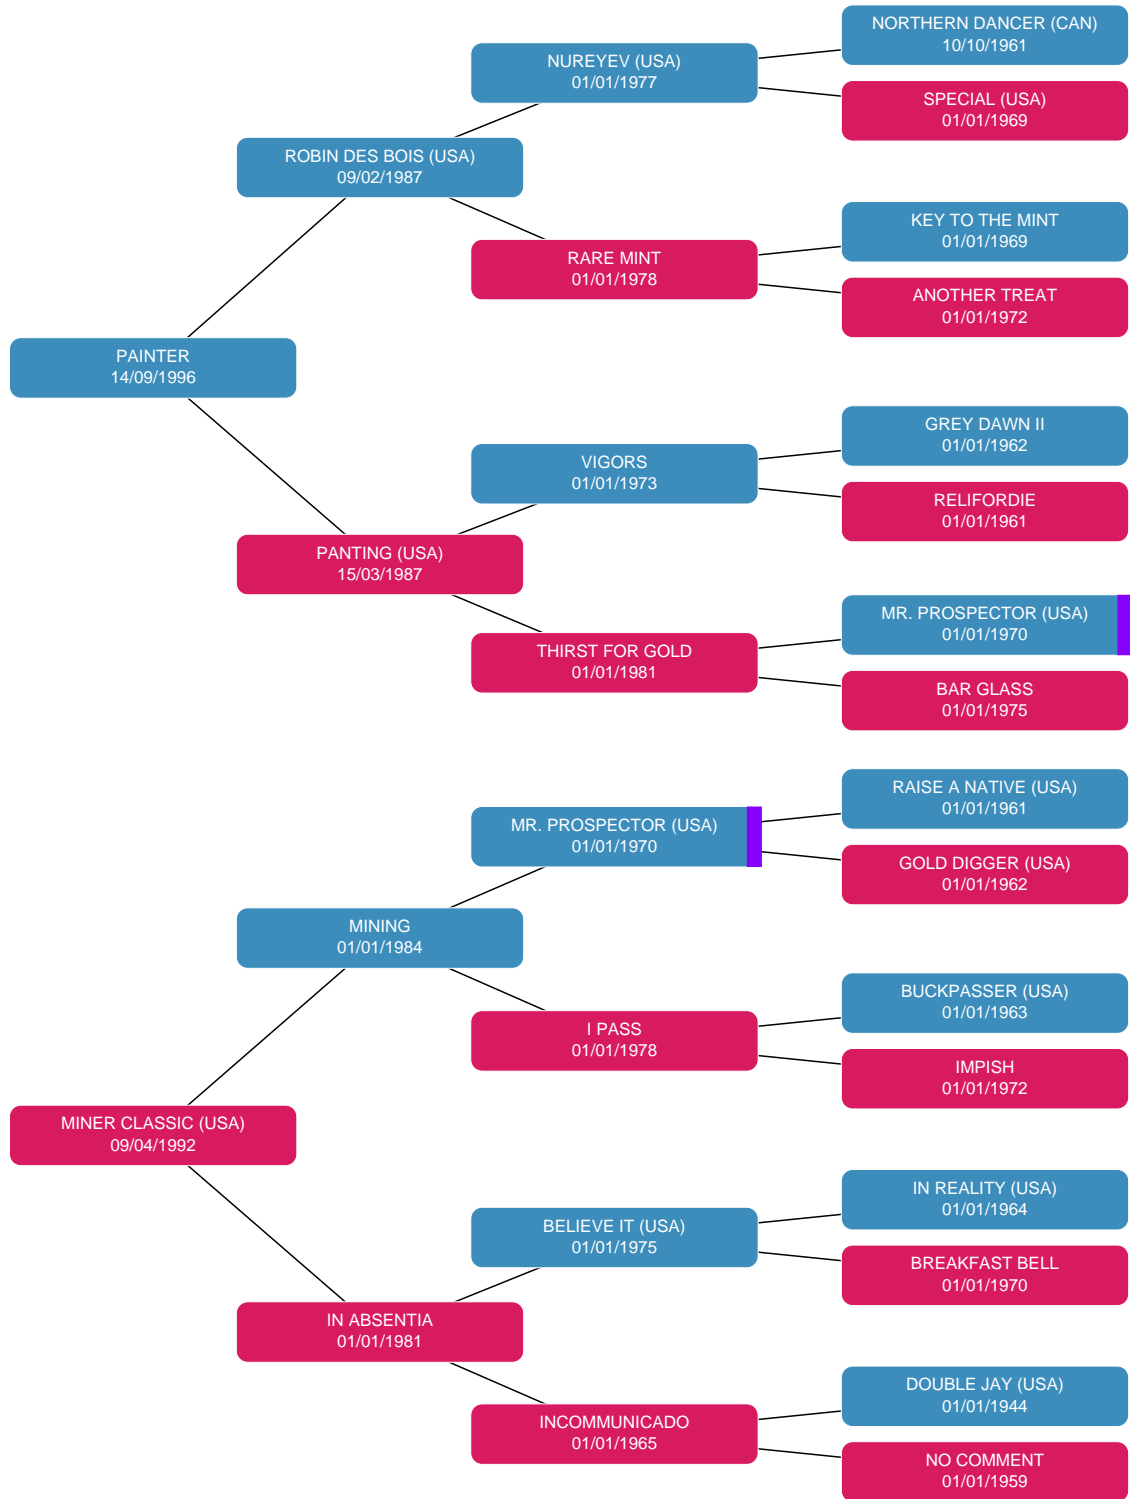 NORTHERN DANCER (CAN)
10/10/1961
NUREYEV (USA)
01/01/1977
SPECIAL (USA)
01/01/1969
ROBIN DES BOIS (USA)
09/02/1987
KEY TO THE MINT
01/01/1969
RARE MINT
01/01/1978
ANOTHER TREAT
01/01/1972
PAINTER
14/09/1996
GREY DAWN II
01/01/1962
VIGORS
01/01/1973
RELIFORDIE
01/01/1961
PANTING (USA)
15/03/1987
MR. PROSPECTOR (USA)
01/01/1970
THIRST FOR GOLD
01/01/1981
BAR GLASS
01/01/1975
RAISE A NATIVE (USA)
01/01/1961
MR. PROSPECTOR (USA)
01/01/1970
GOLD DIGGER (USA)
01/01/1962
MINING
01/01/1984
BUCKPASSER (USA)
01/01/1963
I PASS
01/01/1978
IMPISH
01/01/1972
MINER CLASSIC (USA)
09/04/1992
IN REALITY (USA)
01/01/1964
BELIEVE IT (USA)
01/01/1975
BREAKFAST BELL
01/01/1970
IN ABSENTIA
01/01/1981
DOUBLE JAY (USA)
01/01/1944
INCOMMUNICADO
01/01/1965
NO COMMENT
01/01/1959